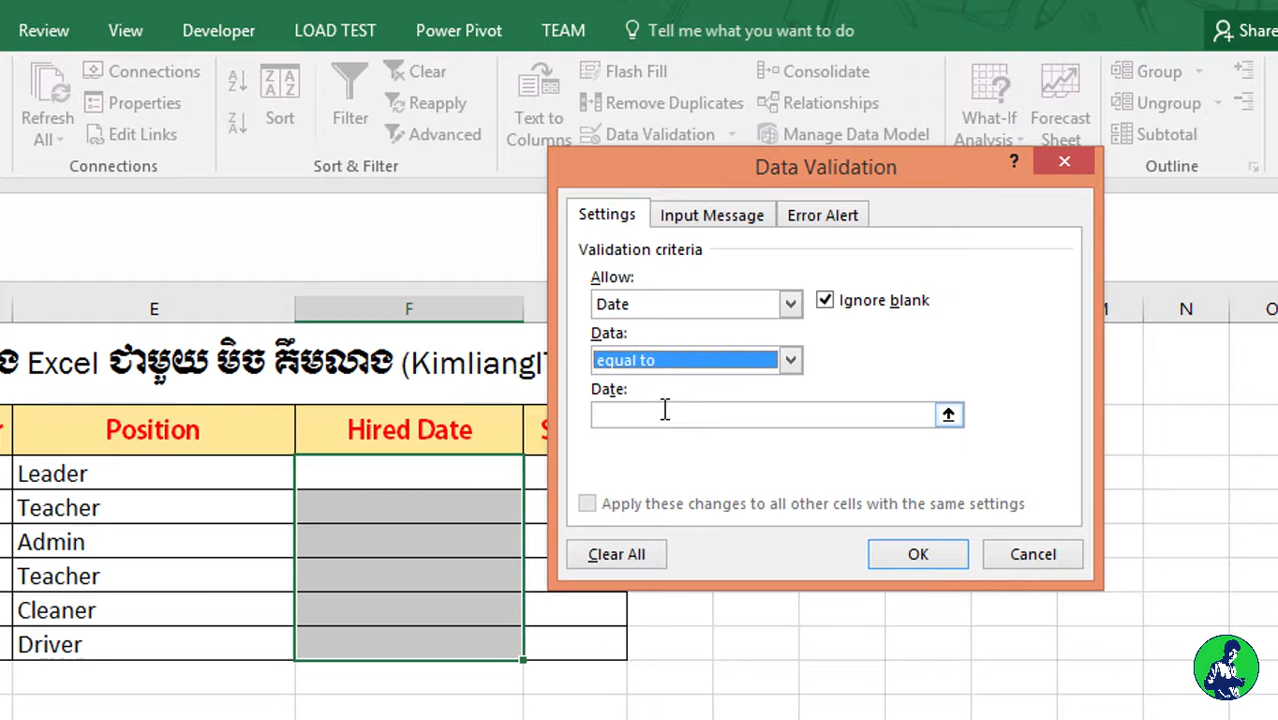 Review View Developer LOAD TEST Power Pivot TEAM Tell me what you want to do Share
Refresh All
Connections
Properties
Edit Links
Connections
Sort
Filter
Clear
Reapply
Advanced
Sort & Filter
Text to Columns
Flash Fill
Remove Duplicates
Data Validation
Consolidate
Relationships
Manage Data Model
What-If Analysis
Forecast Sheet
Group
Ungroup
Subtotal
Outline
Data Validation
? ×
Settings Input Message Error Alert
Validation criteria
Allow:
Date
Ignore blank
Data:
equal to
Date:
Apply these changes to all other cells with the same settings
Clear All OK Cancel
E F M N O
ង Excel ជាមួយ មិច គឹមលាង (Kimliang
Position Hired Date S
Leader
Teacher
Admin
Teacher
Cleaner
Driver